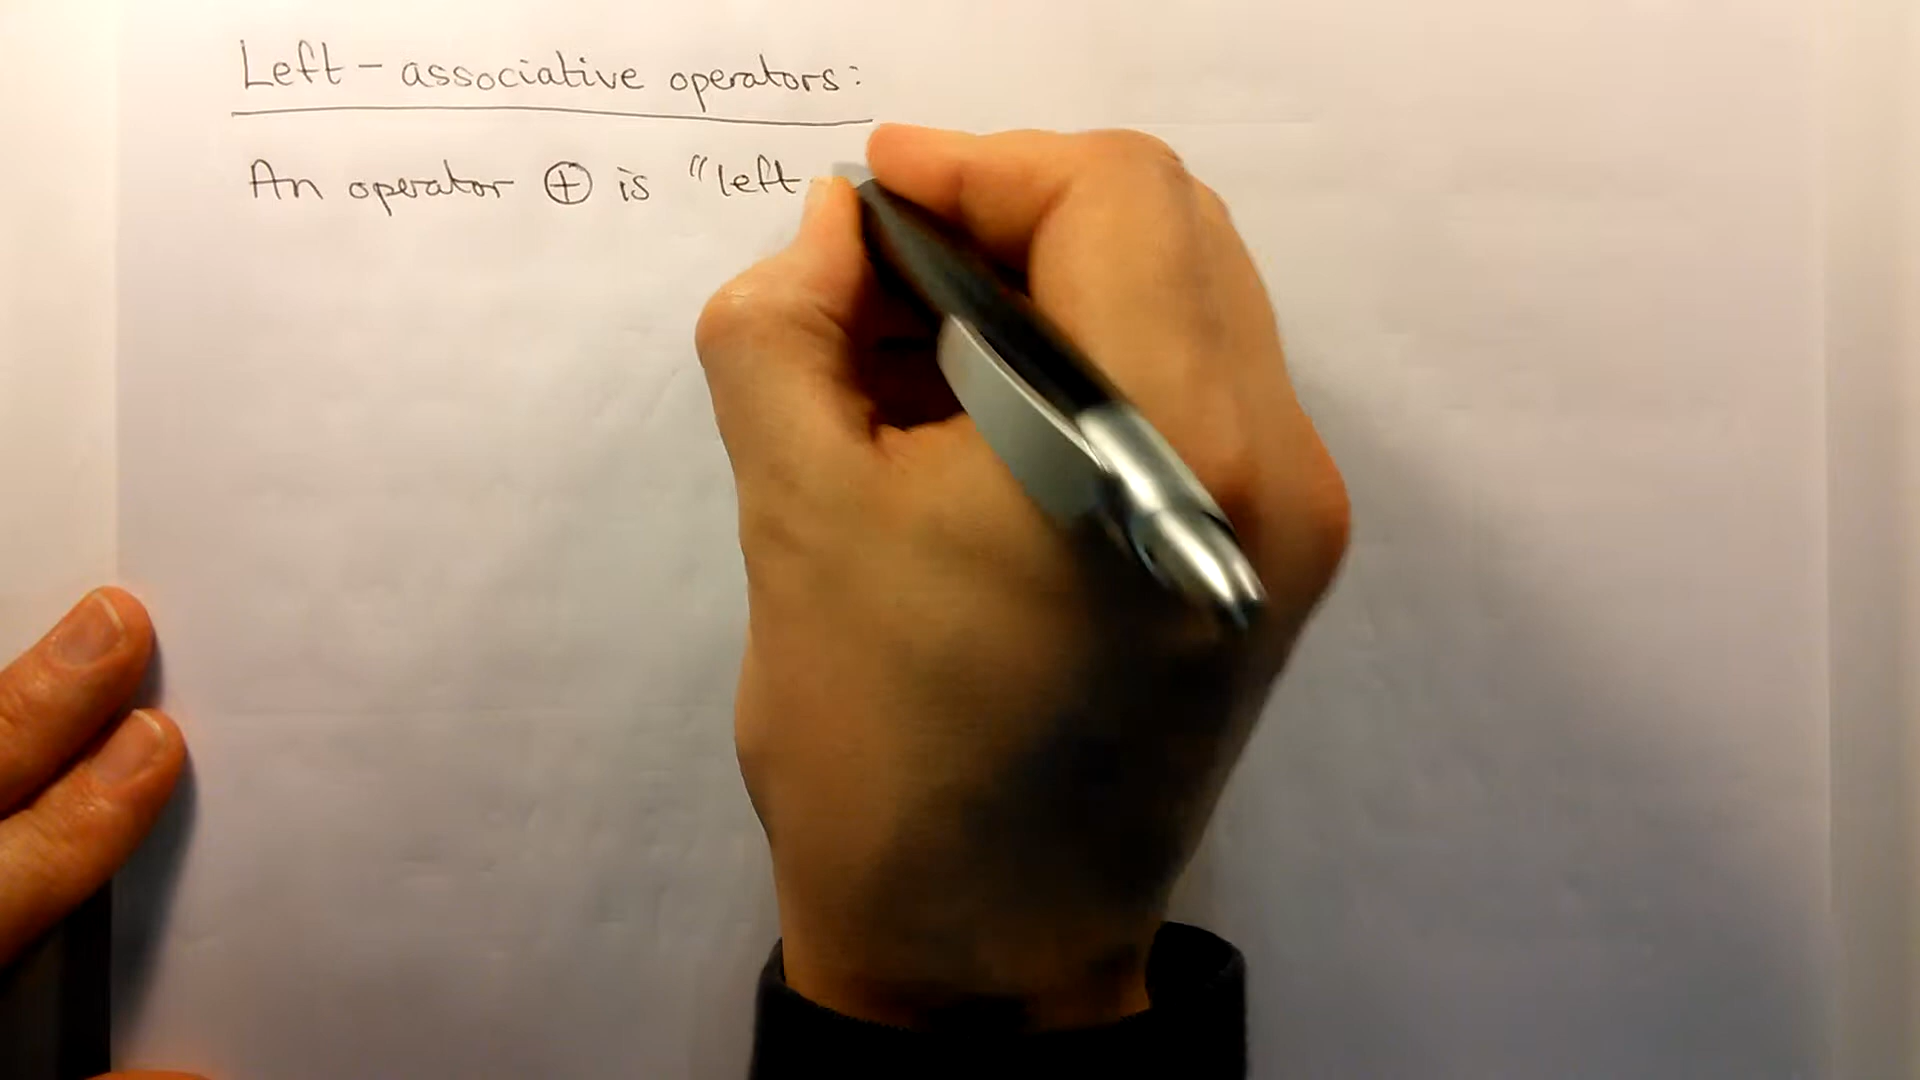 Left-associative operators:
An operator ⊕ is "left-